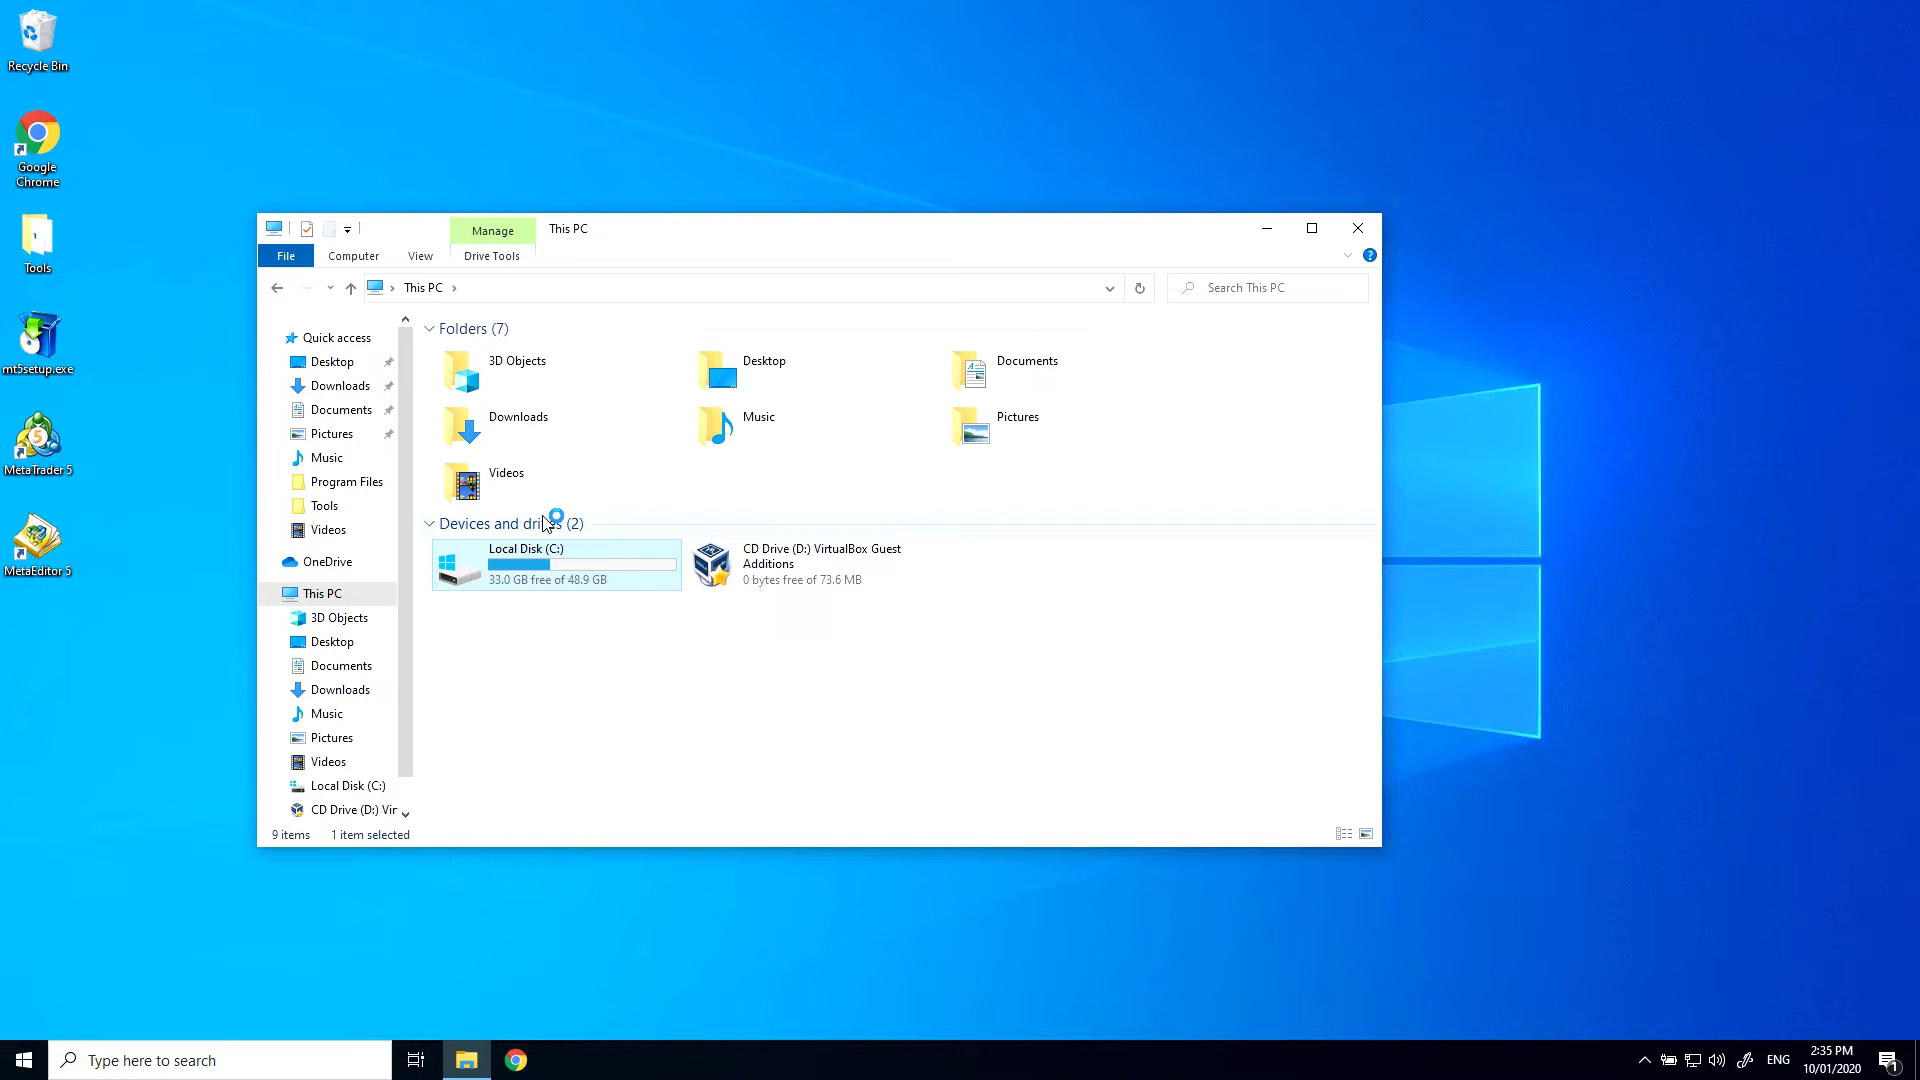 Recycle Bin
Google
Chrome
Tools
mt5setup.exe
MetaTrader 5
MetaEditor 5
Manage
This PC
File
Computer
View
Drive Tools
This PC
Search This PC
Quick access
Desktop
Downloads
Documents
Pictures
Music
Program Files
Tools
Videos
OneDrive
This PC
3D Objects
Desktop
Documents
Downloads
Music
Pictures
Videos
Local Disk (C:)
CD Drive (D:) Vir
Folders (7)
3D Objects
Desktop
Documents
Downloads
Music
Pictures
Videos
Devices and drives (2)
Local Disk (C:)
33.0 GB free of 48.9 GB
CD Drive (D:) VirtualBox Guest
Additions
0 bytes free of 73.6 MB
9 items
1 item selected
Type here to search
ENG
2:35 PM
10/01/2020
1